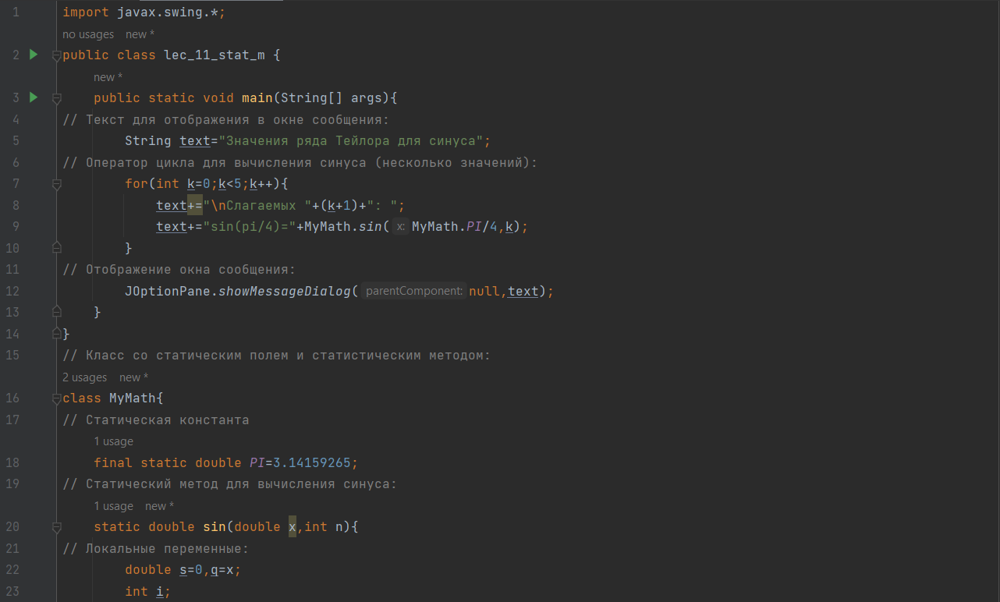 1 import javax.swing.*;
no usages new *
2 public class lec_11_stat_m {
new *
3 public static void main(String[] args){
4 // Текст для отображения в окне сообщения:
5 String text="Значения ряда Тейлора для синуса";
6 // Оператор цикла для вычисления синуса (несколько значений):
7 for(int k=0;k<5;k++){
8 text+="\nСлагаемых "+(k+1)+": ";
9 text+="sin(pi/4)="+MyMath.sin( x: MyMath.PI/4,k);
10 }
11 // Отображение окна сообщения:
12 JOptionPane.showMessageDialog( parentComponent: null,text);
13 }
14 }
15 // Класс со статическим полем и статистическим методом:
2 usages new *
16 class MyMath{
17 // Статическая константа
1 usage
18 final static double PI=3.14159265;
19 // Статический метод для вычисления синуса:
1 usage new *
20 static double sin(double x,int n){
21 // Локальные переменные:
22 double s=0,q=x;
23 int i;